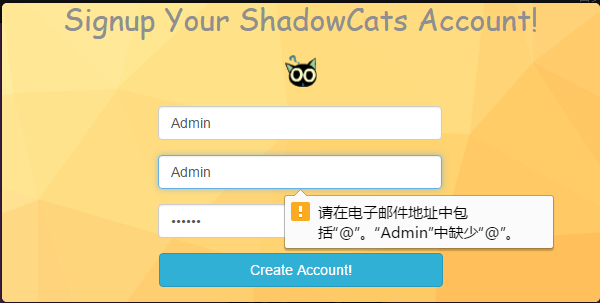 Signup Your ShadowCats Account!
Admin
Admin
••••••
请在电子邮件地址中包
括“@”。“Admin”中缺少“@”。
Create Account!